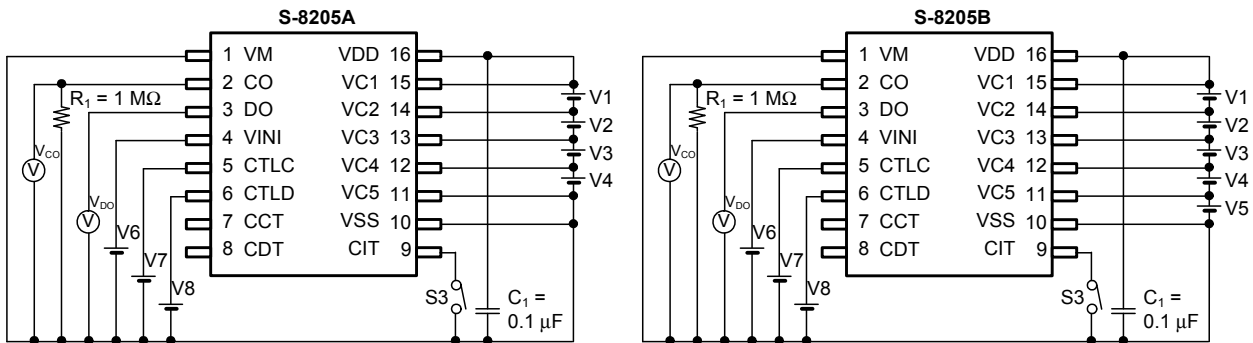 S-8205A
1 VM VDD 16
2 CO VC1 15
R1 = 1 MΩ
3 DO VC2 14
4 VINI VC3 13
5 CTLC VC4 12
6 CTLD VC5 11
7 CCT VSS 10
8 CDT CIT 9
V1
V2
V3
V4
VCO
V
VDO
V
V6
V7
V8
S3
C1 =
0.1 μF
S-8205B
1 VM VDD 16
2 CO VC1 15
R1 = 1 MΩ
3 DO VC2 14
4 VINI VC3 13
5 CTLC VC4 12
6 CTLD VC5 11
7 CCT VSS 10
8 CDT CIT 9
V1
V2
V3
V4
V5
VCO
V
VDO
V
V6
V7
V8
S3
C1 =
0.1 μF